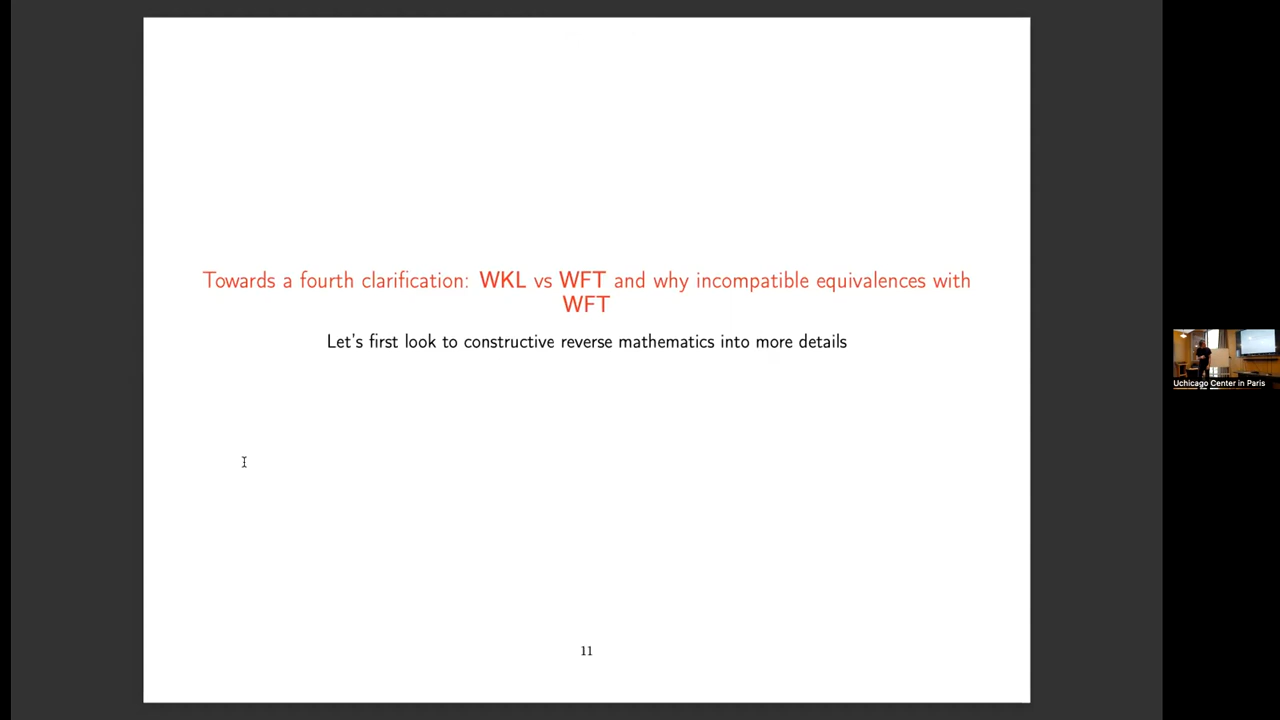 Towards a fourth clarification: WKL vs WFT and why incompatible equivalences with
WFT
Let's first look to constructive reverse mathematics into more details
11
Uchicago Center in Paris